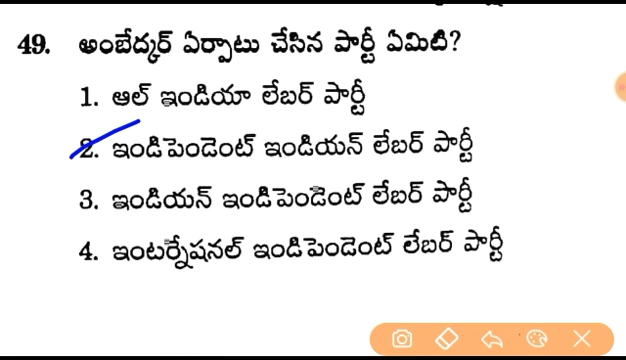 49. అంబేద్కర్ ఏర్పాటు చేసిన పార్టీ ఏమిటి?
1. ఆల్ ఇండియా లేబర్ పార్టీ
2. ఇండిపెండెంట్ ఇండియన్ లేబర్ పార్టీ
3. ఇండియన్ ఇండిపెండెంట్ లేబర్ పార్టీ
4. ఇంటర్నేషనల్ ఇండిపెండెంట్ లేబర్ పార్టీ